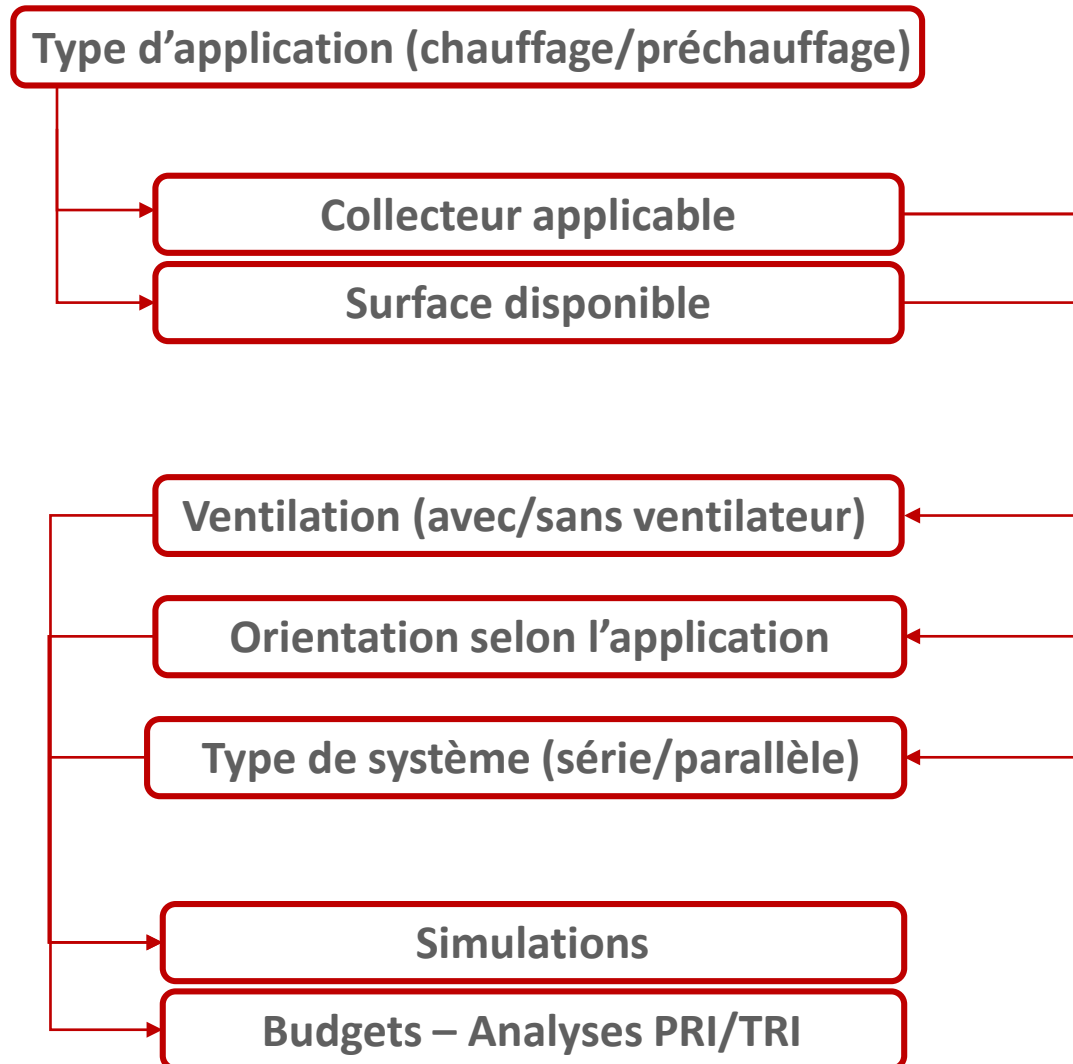 Type d’application (chauffage/préchauffage)
Collecteur applicable
Surface disponible
Ventilation (avec/sans ventilateur)
Orientation selon l’application
Type de système (série/parallèle)
Simulations
Budgets – Analyses PRI/TRI